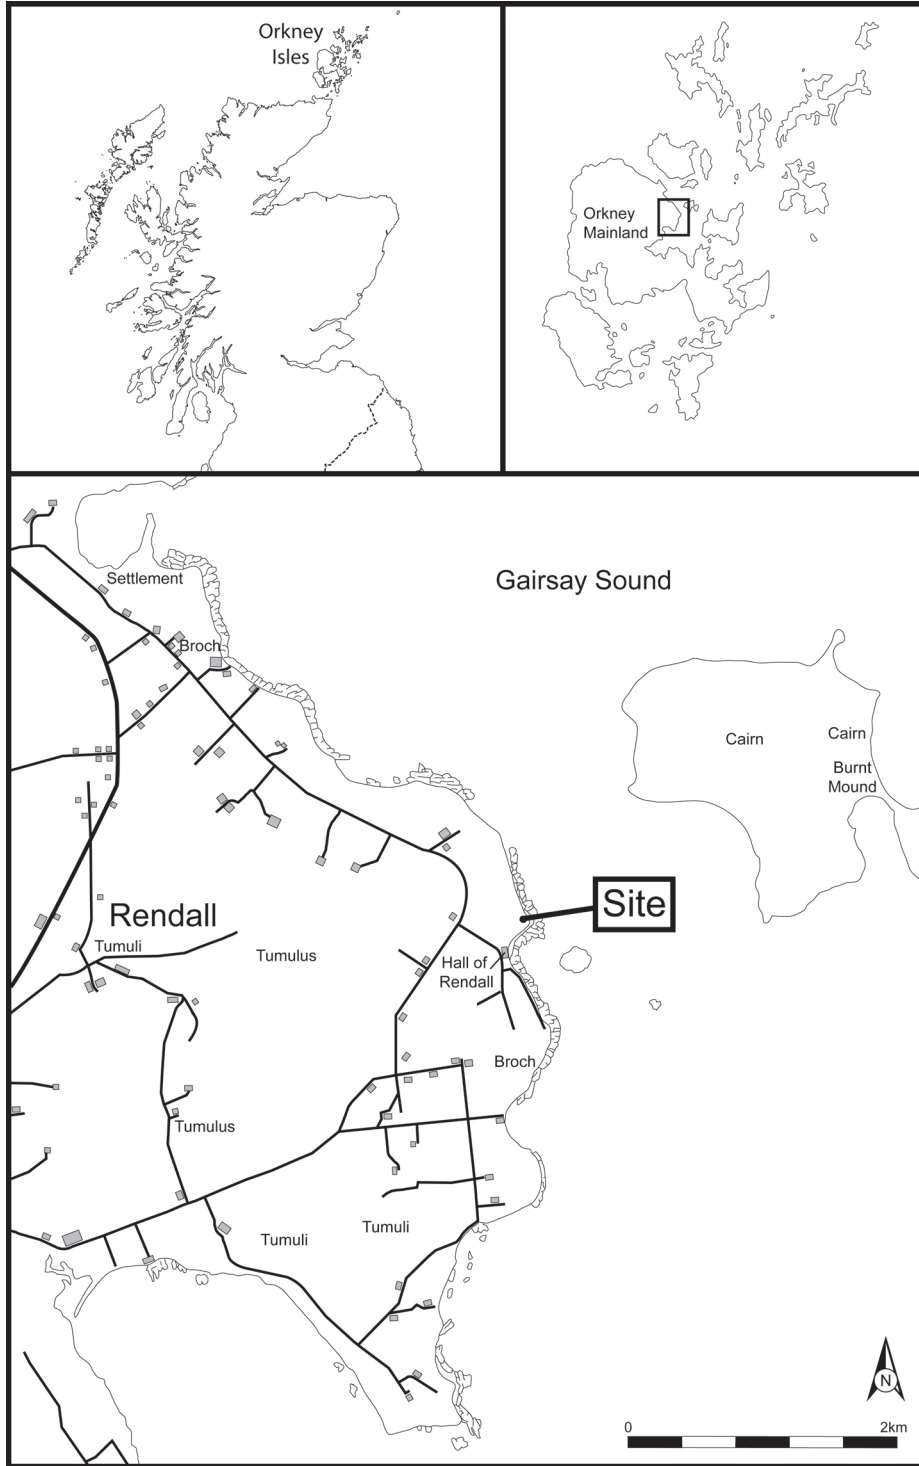 Orkney
Isles
Orkney
Mainland
Settlement
Gairsay Sound
Broch
Cairn
Cairn
Burnt
Mound
Site
Rendall
Tumuli
Tumulus
Hall of
Rendall
Broch
Tumulus
Tumuli
Tumuli
N
0 2km